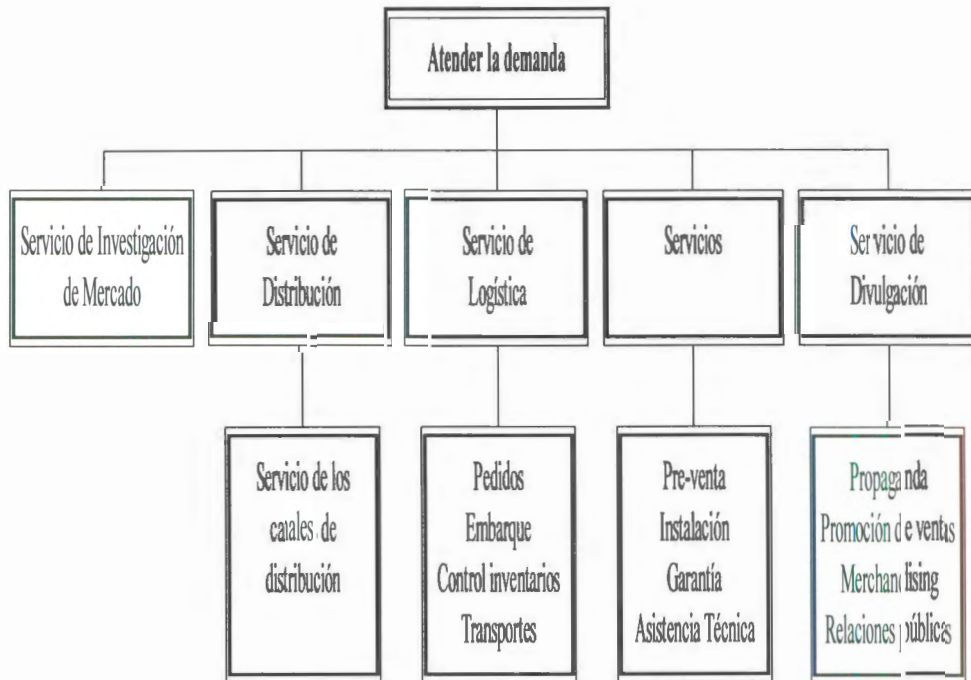 Atender la demanda
Servicio de Investigación
de Mercado
Servicio de
Distribución
Servicio de
Logística
Servicios
Servicio de
Divulgación
Servicio de los
canales de
distribución
Pedidos
Embarque
Control inventarios
Transportes
Pre-venta
Instalación
Garantía
Asistencia Técnica
Propaganda
Promoción de ventas
Merchandising
Relaciones públicas